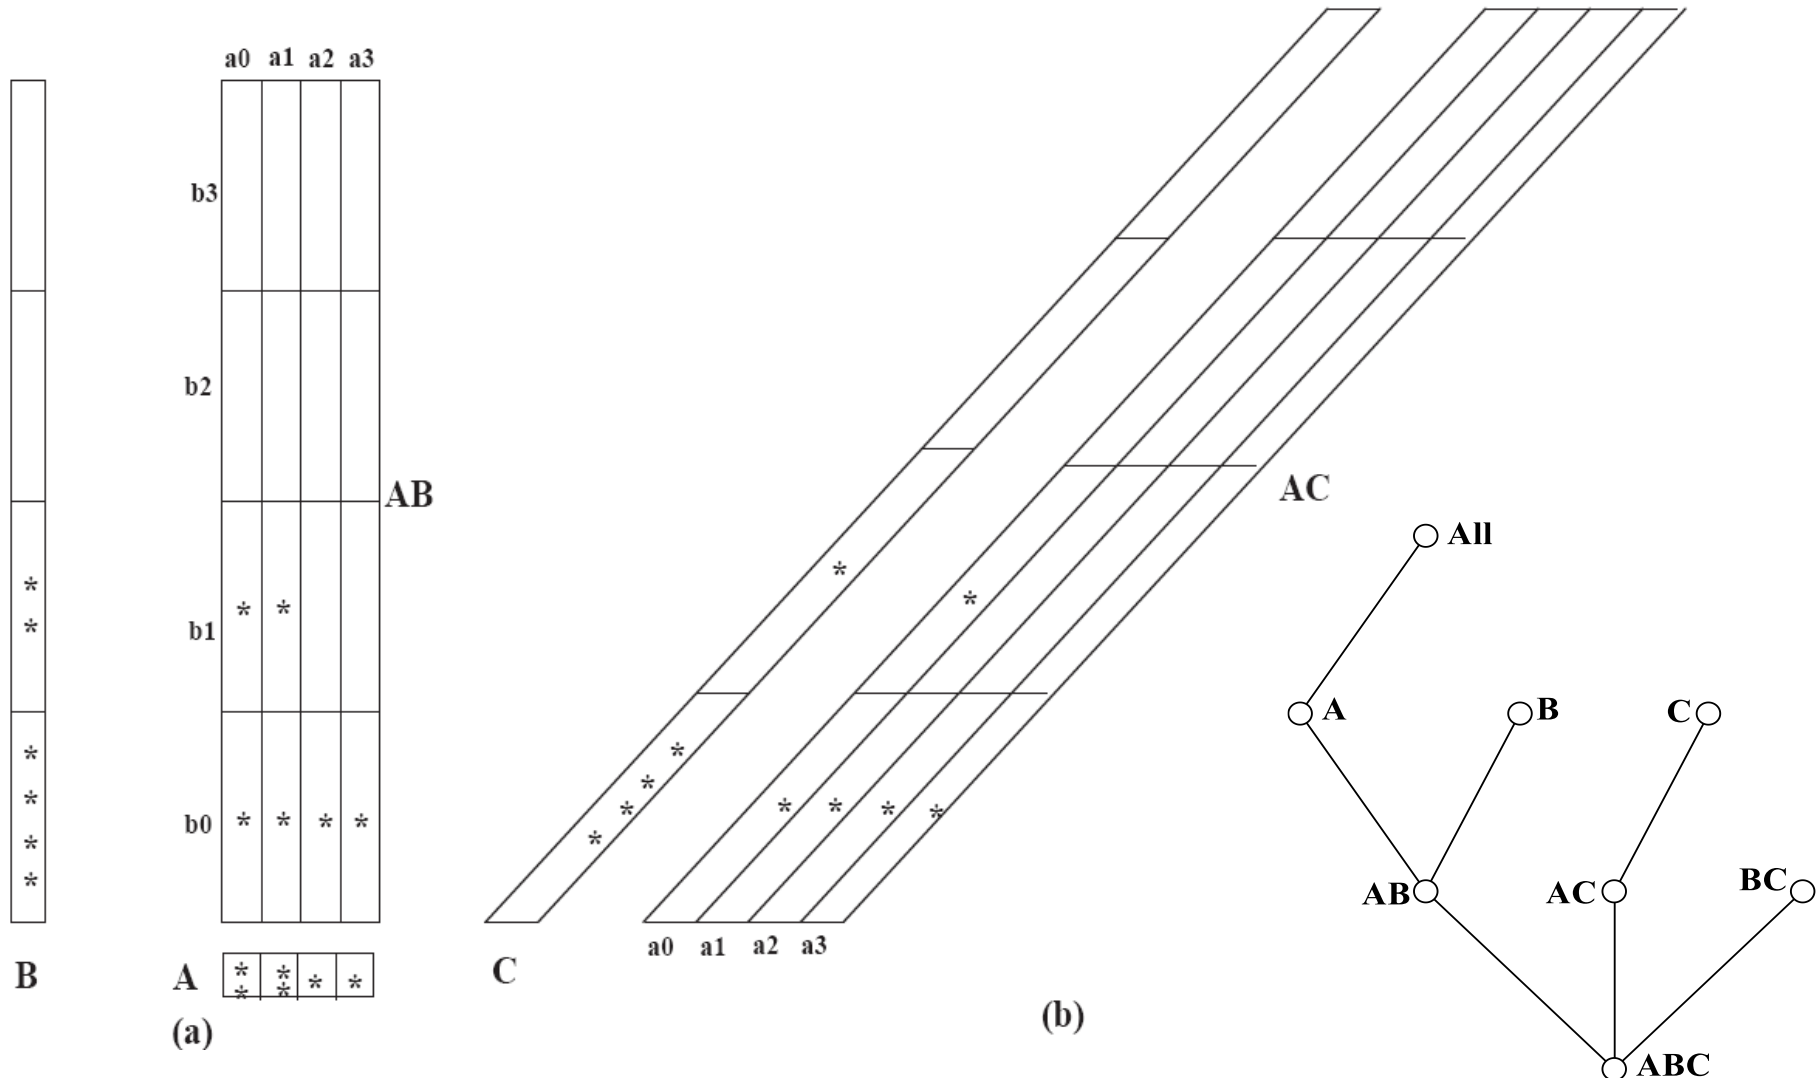 a0 a1 a2 a3
b3
b2
AB
b1
* *
* *
b0
* * * *
* * * *
B
A
* * * *
* *
(a)
*
* * * *
C
*
* * * *
a0 a1 a2 a3
AC
(b)
All
A B C
AB AC BC
ABC